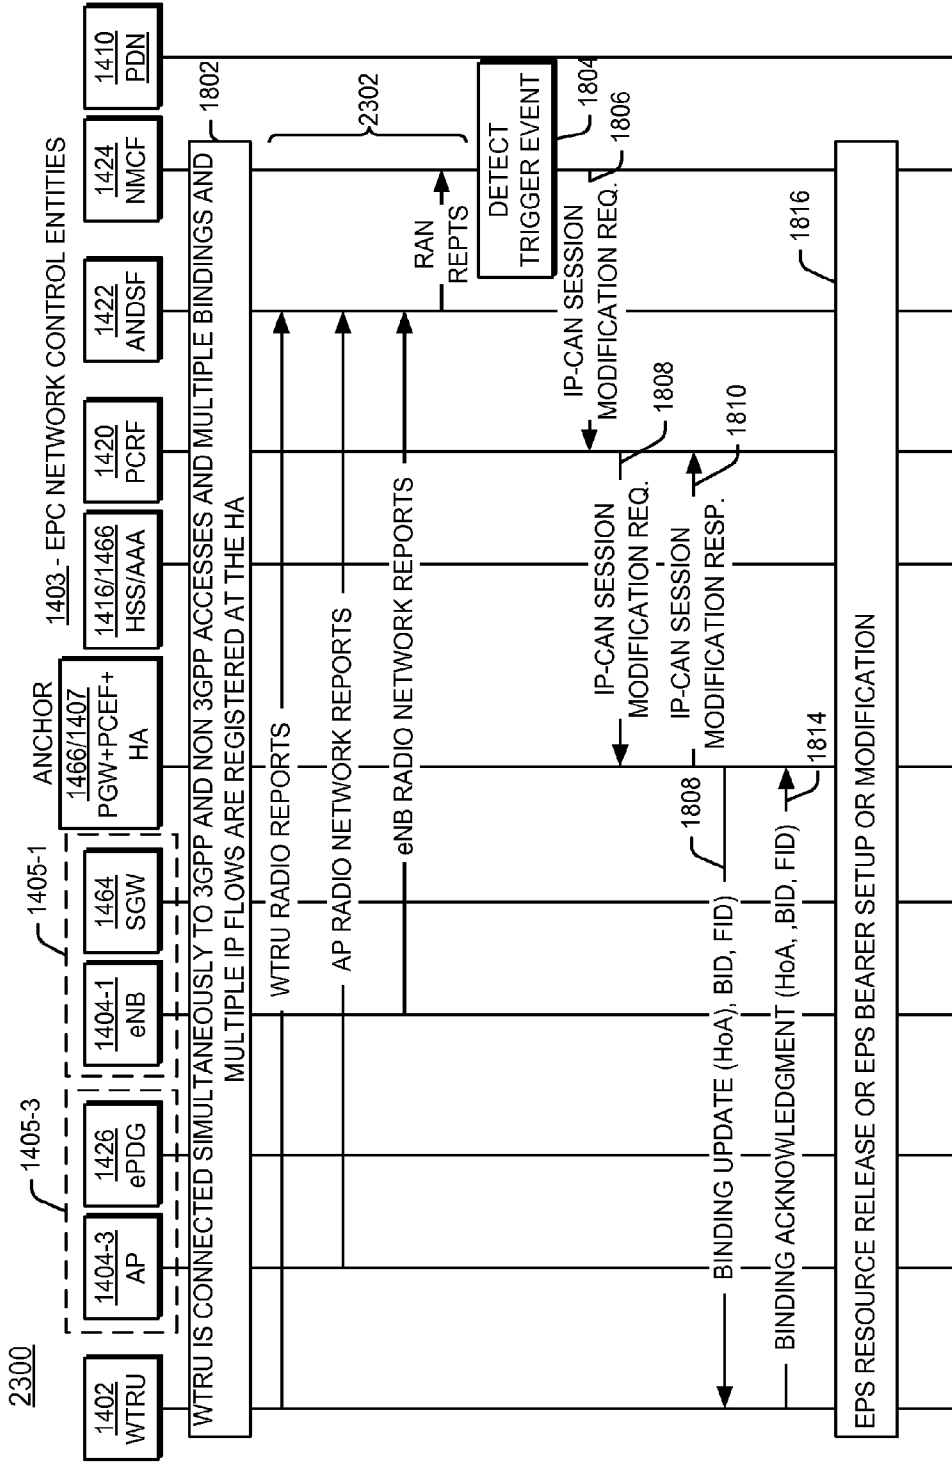 2300
1403 - EPC NETWORK CONTROL ENTITIES
1405-3
1405-1
ANCHOR
1402
WTRU
1404-3
AP
1426
ePDG
1404-1
eNB
1464
SGW
1466/1407
PGW+PCEF+
HA
1416/1466
HSS/AAA
1420
PCRF
1422
ANDSF
1424
NMCF
1410
PDN
WTRU IS CONNECTED SIMULTANEOUSLY TO 3GPP AND NON 3GPP ACCESSES AND MULTIPLE BINDINGS AND
MULTIPLE IP FLOWS ARE REGISTERED AT THE HA
1802
WTRU RADIO REPORTS
AP RADIO NETWORK REPORTS
eNB RADIO NETWORK REPORTS
RAN
REPTS
2302
DETECT
TRIGGER EVENT
1804
IP-CAN SESSION
MODIFICATION REQ.
1806
IP-CAN SESSION
MODIFICATION REQ.
1808
IP-CAN SESSION
MODIFICATION RESP.
1810
BINDING UPDATE (HoA), BID, FID)
1808
BINDING ACKNOWLEDGMENT (HoA, ,BID, FID)
1814
EPS RESOURCE RELEASE OR EPS BEARER SETUP OR MODIFICATION
1816